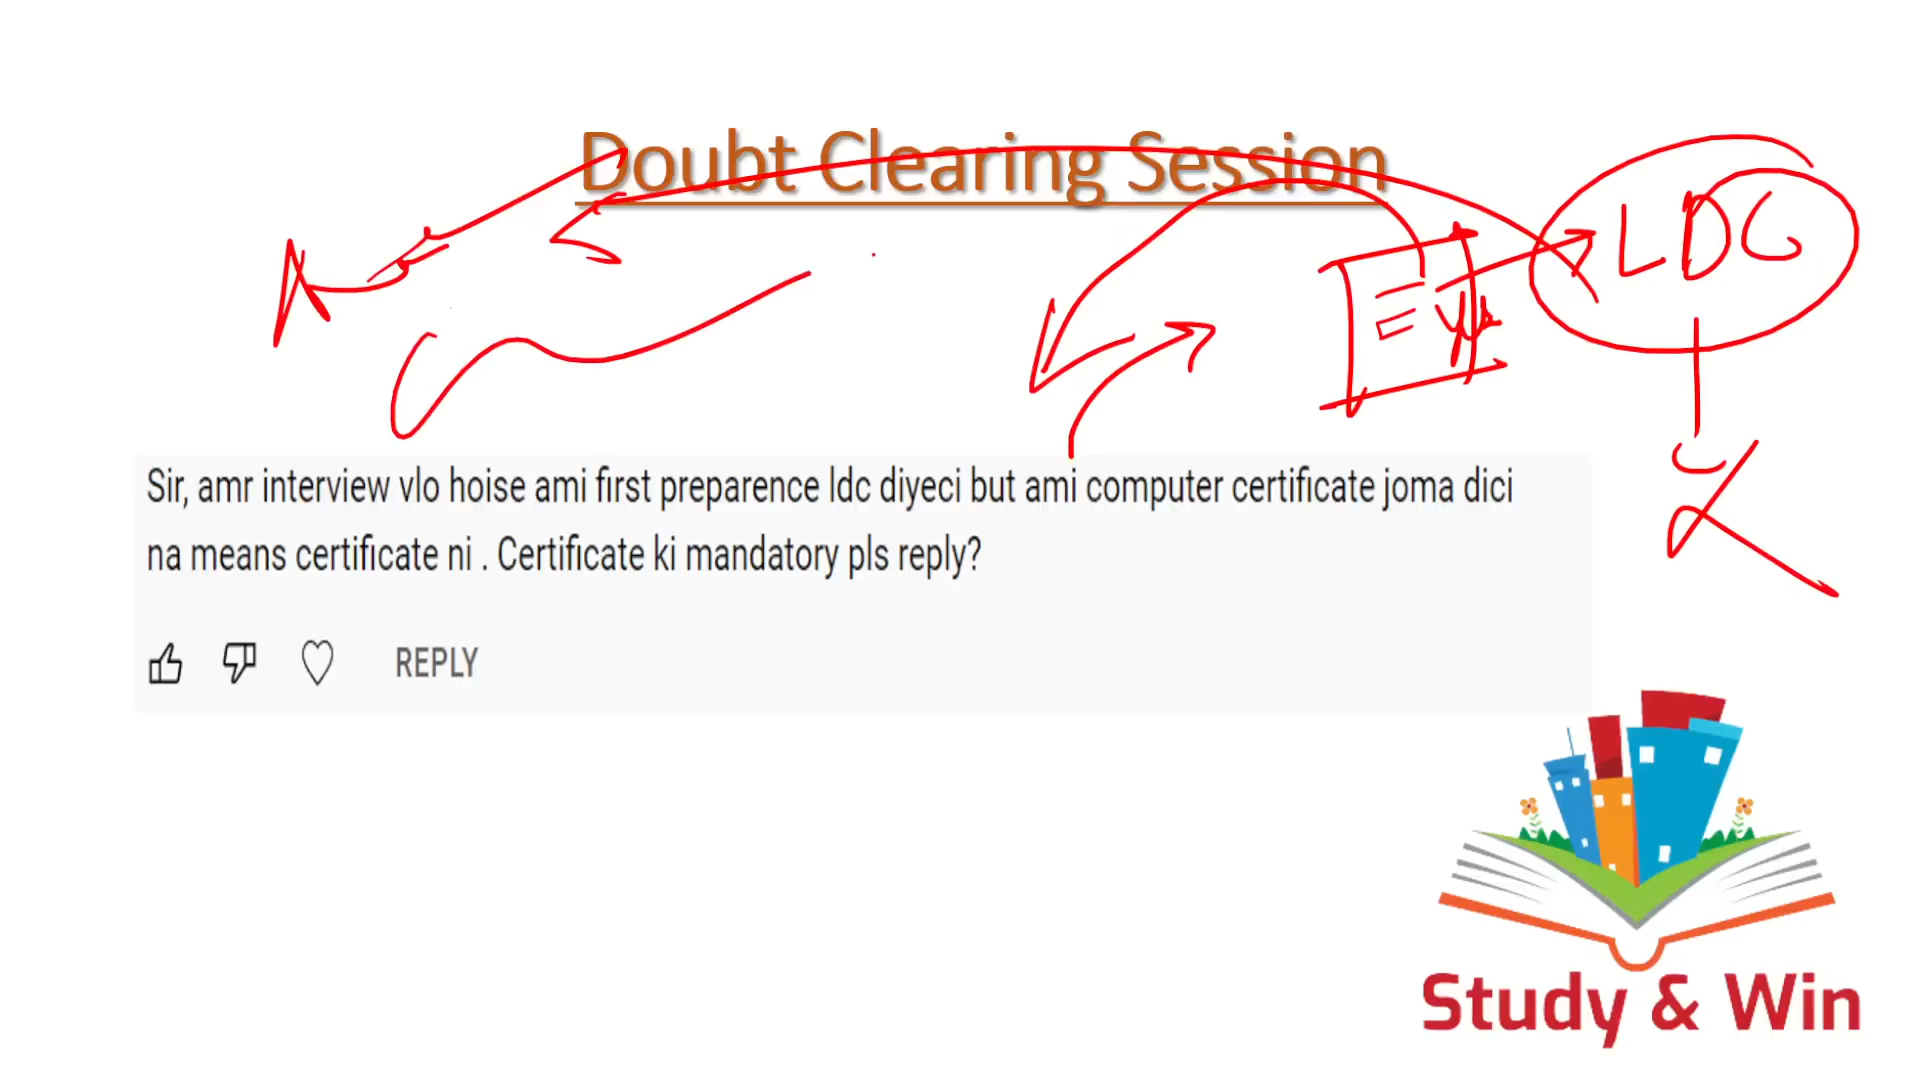 Doubt Clearing Session
LDC
yes
Sir, amr interview vlo hoise ami first preparence ldc diyeci but ami computer certificate joma dici
na means certificate ni . Certificate ki mandatory pls reply?
REPLY
Study & Win